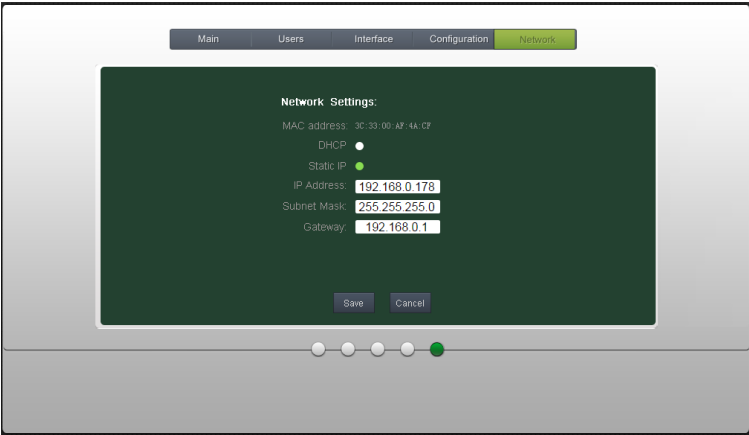 Main Users Interface Configuration Network
Network Settings:
MAC address: 3C:33:00:AF:4A:CF
DHCP
Static IP
IP Address: 192.168.0.178
Subnet Mask: 255.255.255.0
Gateway: 192.168.0.1
Save Cancel